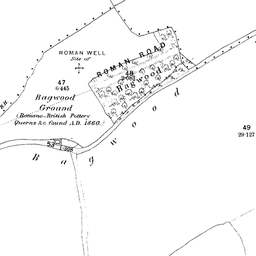 ROMAN WELL
Site of
ROMAN ROAD
48
Bagwood
47
6·445
Bagwood
Ground
(Romano-British Pottery
Querns &c found A.D. 1860.)
49
29·127
53
1·308
B.H.
Bagwood